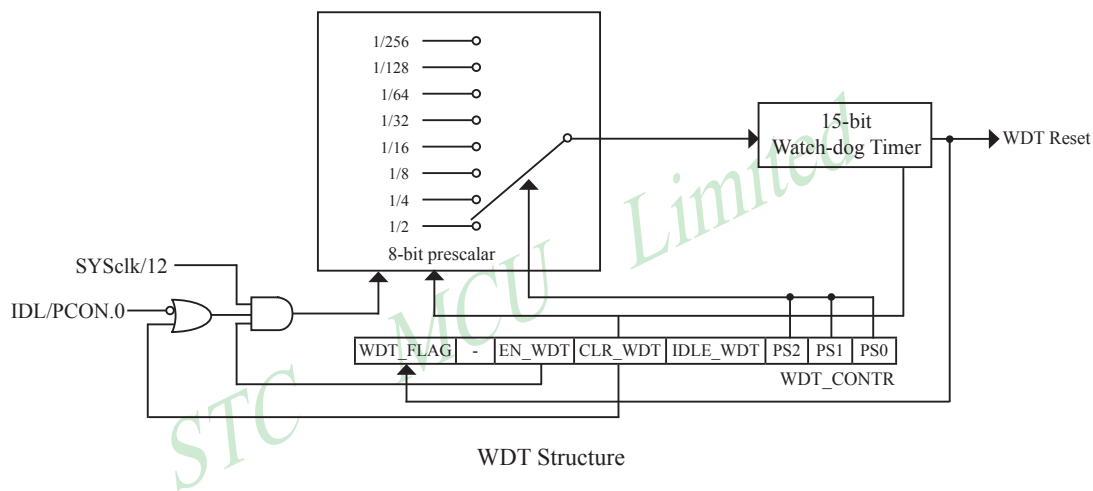 1/256
1/128
1/64
1/32
1/16
1/8
1/4
1/2
8-bit prescalar
15-bit
Watch-dog Timer
WDT Reset
SYSclk/12
IDL/PCON.0
WDT_FLAG - EN_WDT CLR_WDT IDLE_WDT PS2 PS1 PS0
WDT_CONTR
STC MCU Limited
WDT Structure